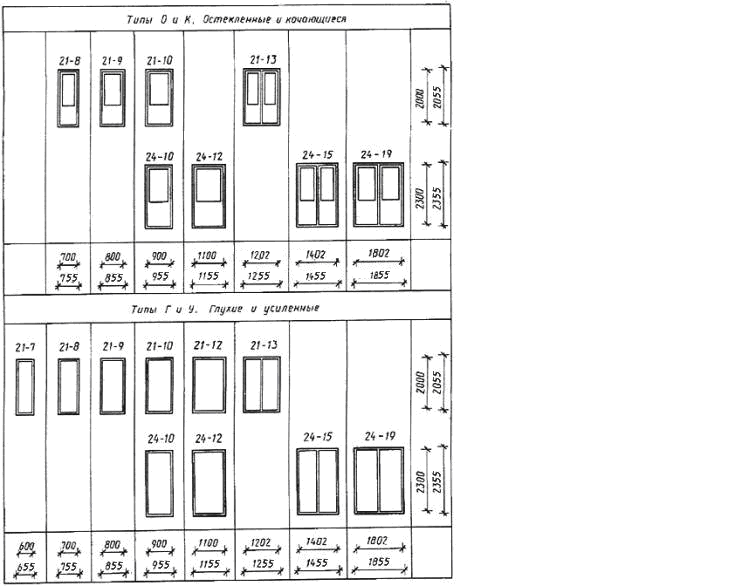 Типы О и К. Остекленные и качающиеся
21-8 21-9 21-10 21-13
2000 2055
24-10 24-12 24-15 24-19
2300 2355
700 800 900 1100 1202 1402 1802
755 855 955 1155 1255 1455 1855
Типы Г и У. Глухие и усиленные
21-7 21-8 21-9 21-10 21-12 21-13
2000 2055
24-10 24-12 24-15 24-19
2300 2355
600 700 800 900 1100 1202 1402 1802
655 755 855 955 1155 1255 1455 1855